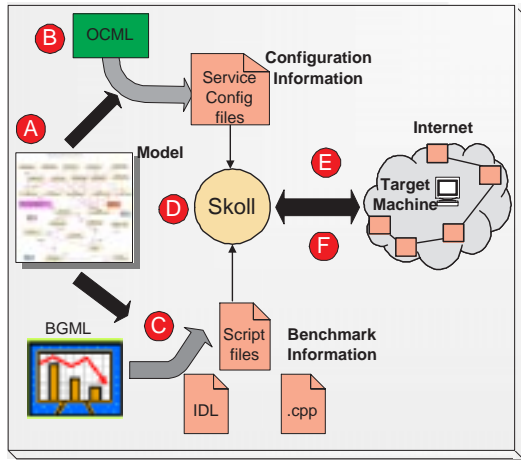 B
OCML
Configuration
Information
Service
Config
files
A
Model
Internet
E
Target
Machine
D
Skoll
F
C
BGML
Script
files
Benchmark
Information
IDL
.cpp